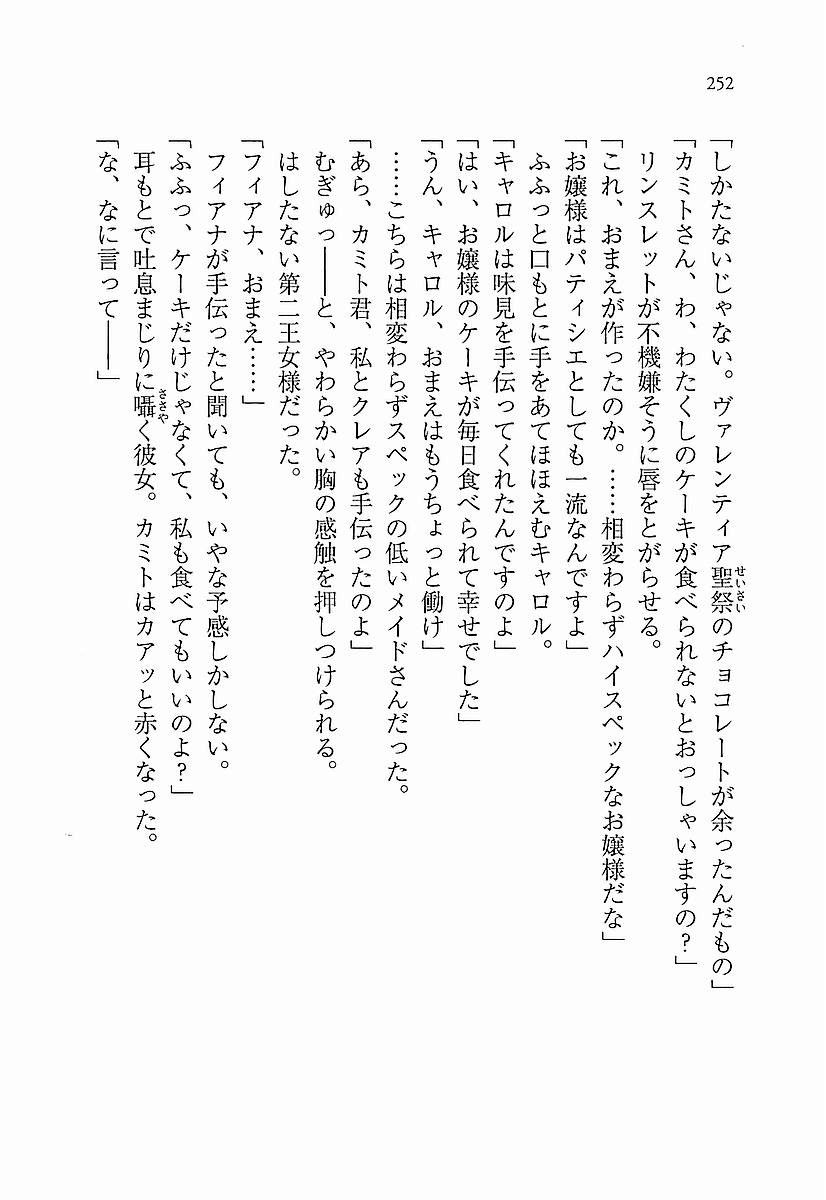 252
「しかたないじゃない。ヴァレンティア聖祭のチョコレートが余ったんだもの」
「カミトさん、わ、わたくしのケーキが食べられないとおっしゃいますの？」
リンスレットが不機嫌そうに唇をとがらせる。
「これ、おまえが作ったのか。……相変わらずハイスペックなお嬢様だな」
「お嬢様はパティシエとしても一流なんですよ」
ふふっと口もとに手をあてほほえむキャロル。
「キャロルは味見を手伝ってくれたんですのよ」
「はい、お嬢様のケーキが毎日食べられて幸せでした」
「うん、キャロル、おまえはもうちょっと働け」
……こちらは相変わらずスペックの低いメイドさんだった。
「あら、カミト君、私とクレアも手伝ったのよ」
むぎゅっ――と、やわらかい胸の感触を押しつけられる。
はしたない第二王女様だった。
「フィアナ、おまえ……」
フィアナが手伝ったと聞いても、いやな予感しかしない。
「ふふっ、ケーキだけじゃなくて、私も食べてもいいのよ？」
耳もとで吐息まじりに囁く彼女。カミトはカアッと赤くなった。
「な、なに言って――」
せいさい
ささや